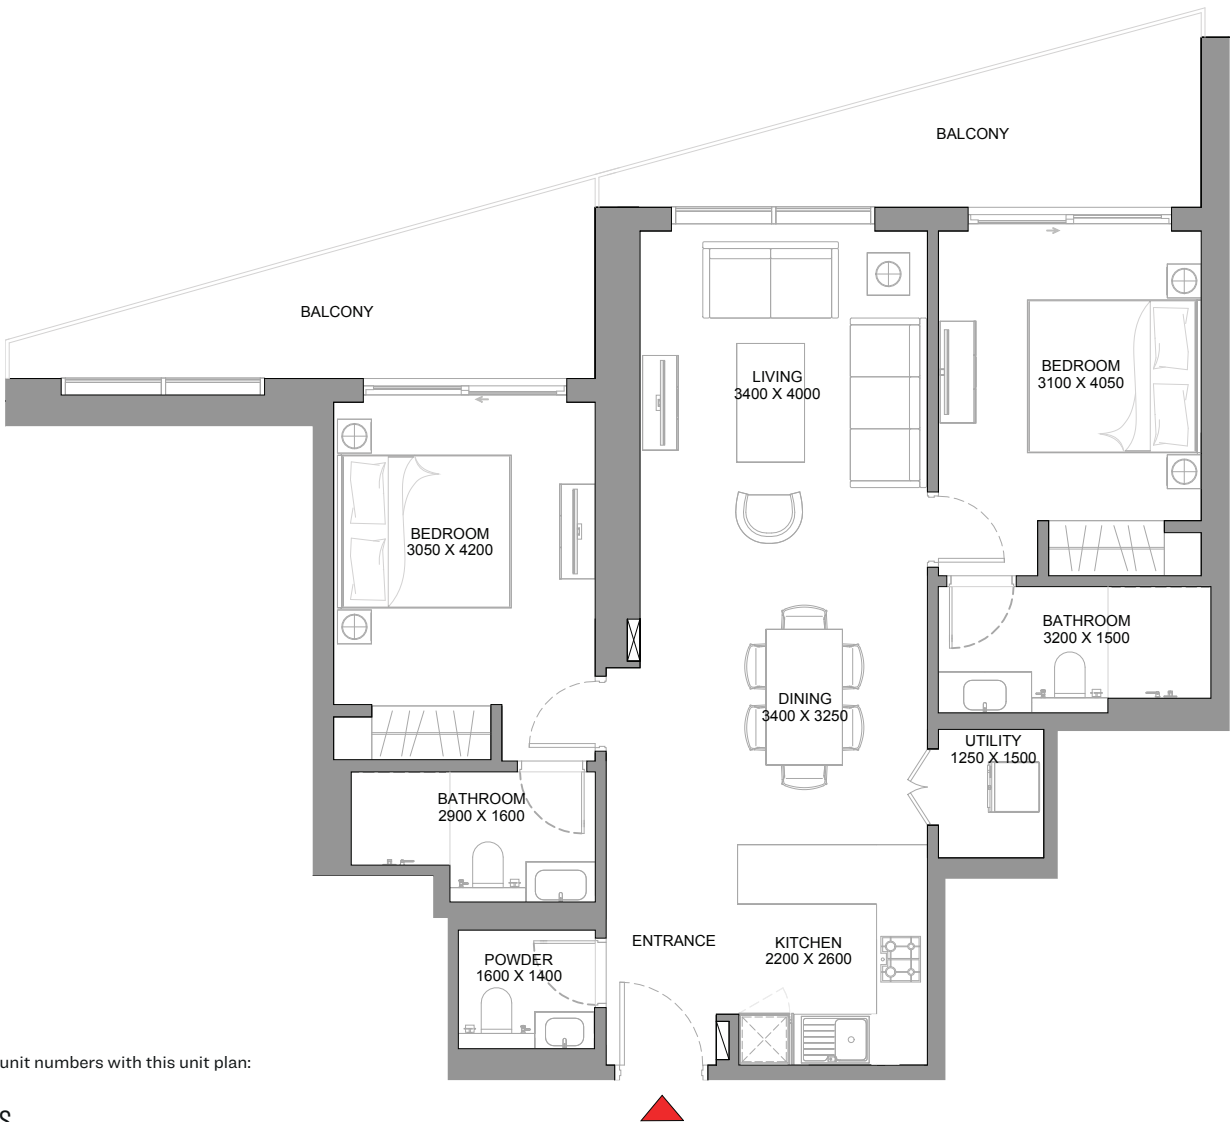 BALCONY
BALCONY
LIVING
3400 X 4000
BEDROOM
3100 X 4050
BEDROOM
3050 X 4200
BATHROOM
3200 X 1500
DINING
3400 X 3250
UTILITY
1250 X 1500
BATHROOM
2900 X 1600
ENTRANCE
KITCHEN
2200 X 2600
POWDER
1600 X 1400
unit numbers with this unit plan: